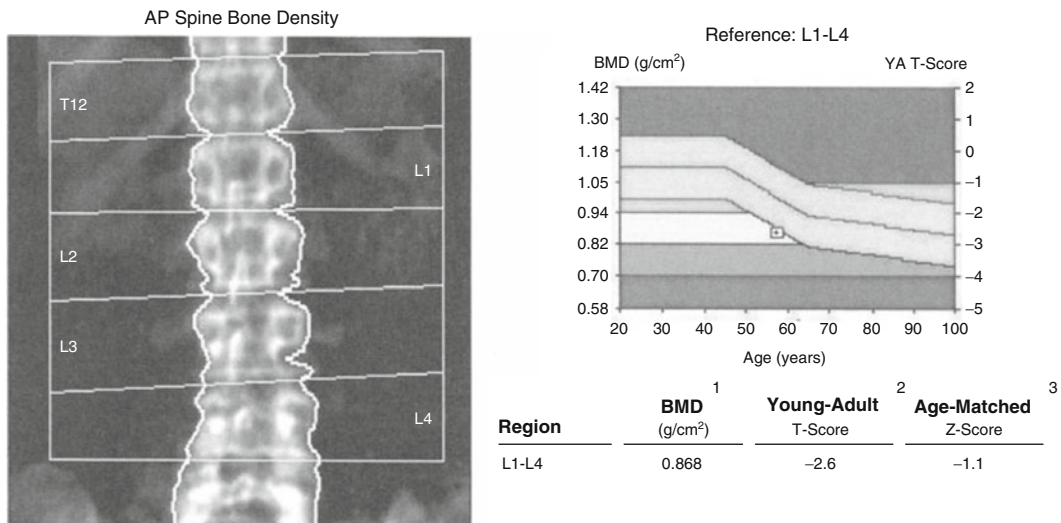 AP Spine Bone Density
T12
L1
L2
L3
L4
Reference: L1-L4
BMD (g/cm²)
YA T-Score
1.42
1.30
1.18
1.05
0.94
0.82
0.70
0.58
2
1
0
−1
−2
−3
−4
−5
20 30 40 50 60 70 80 90 100
Age (years)
1 2 3
Region BMD Young-Adult Age-Matched
(g/cm²) T-Score Z-Score
L1-L4 0.868 −2.6 −1.1